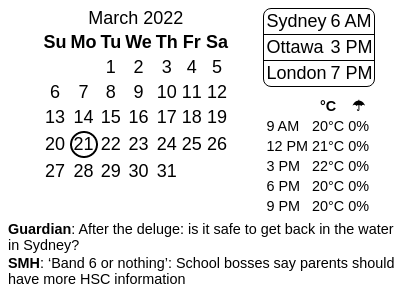 March 2022
Su Mo Tu We Th Fr Sa
1 2 3 4 5
6 7 8 9 10 11 12
13 14 15 16 17 18 19
20 21 22 23 24 25 26
27 28 29 30 31
Sydney 6 AM
Ottawa 3 PM
London 7 PM
°C ☂
9 AM 20°C 0%
12 PM 21°C 0%
3 PM 22°C 0%
6 PM 20°C 0%
9 PM 20°C 0%
Guardian: After the deluge: is it safe to get back in the water
in Sydney?
SMH: ‘Band 6 or nothing’: School bosses say parents should
have more HSC information